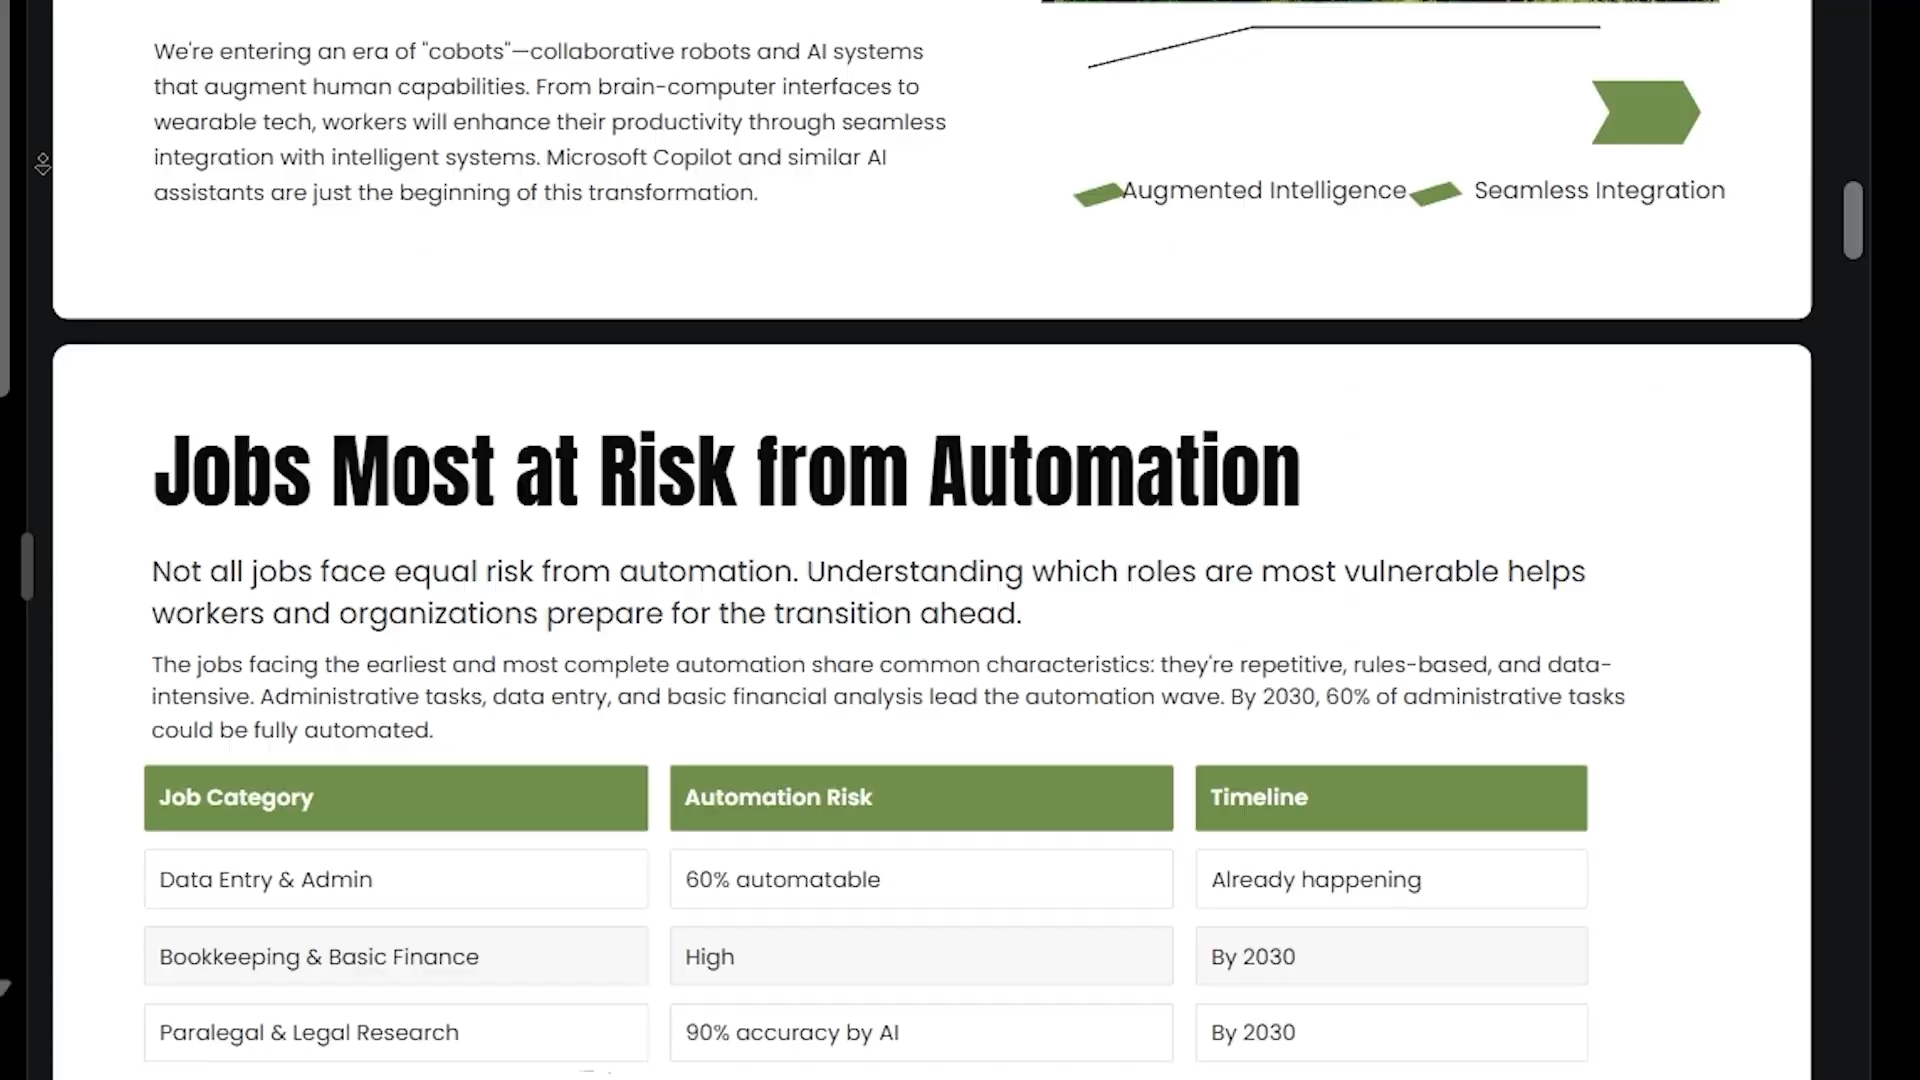 We're entering an era of "cobots"—collaborative robots and AI systems
that augment human capabilities. From brain-computer interfaces to
wearable tech, workers will enhance their productivity through seamless
integration with intelligent systems. Microsoft Copilot and similar AI
assistants are just the beginning of this transformation.
Augmented Intelligence
Seamless Integration
Jobs Most at Risk from Automation
Not all jobs face equal risk from automation. Understanding which roles are most vulnerable helps
workers and organizations prepare for the transition ahead.
The jobs facing the earliest and most complete automation share common characteristics: they're repetitive, rules-based, and data-
intensive. Administrative tasks, data entry, and basic financial analysis lead the automation wave. By 2030, 60% of administrative tasks
could be fully automated.
Job Category
Automation Risk
Timeline
Data Entry & Admin
60% automatable
Already happening
Bookkeeping & Basic Finance
High
By 2030
Paralegal & Legal Research
90% accuracy by AI
By 2030